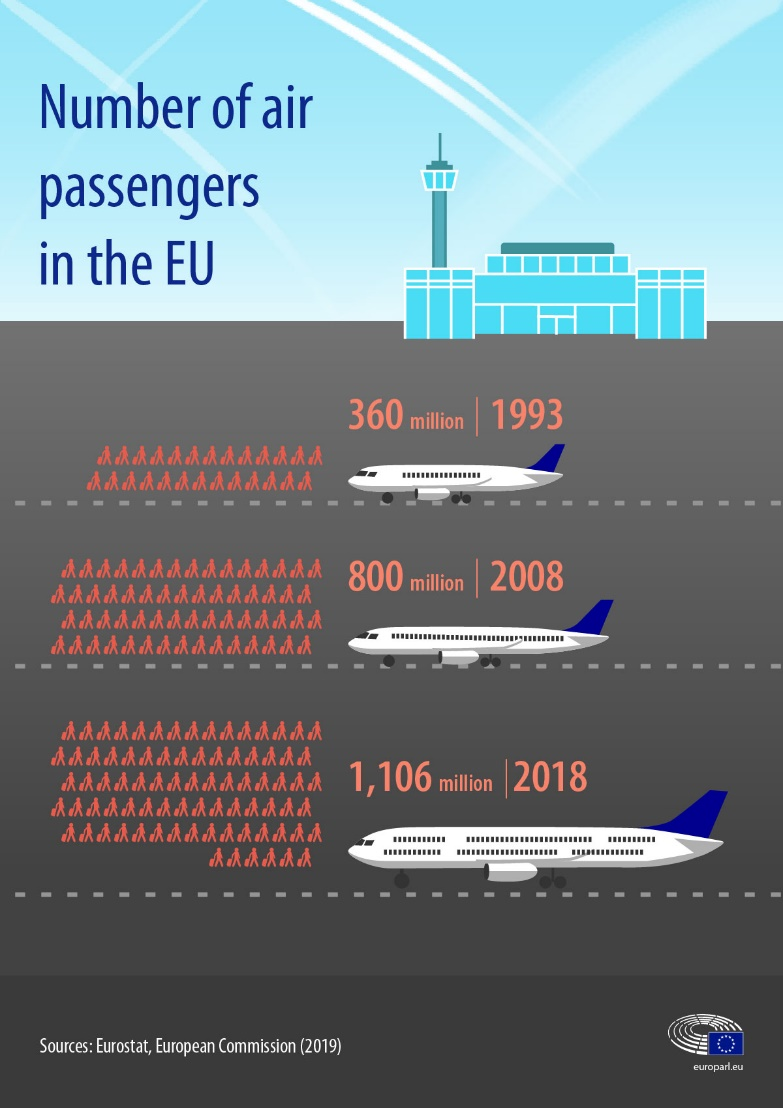 Number of air
passengers
in the EU
360 million | 1993
800 million | 2008
1,106 million | 2018
Sources: Eurostat, European Commission (2019)
europarl.eu